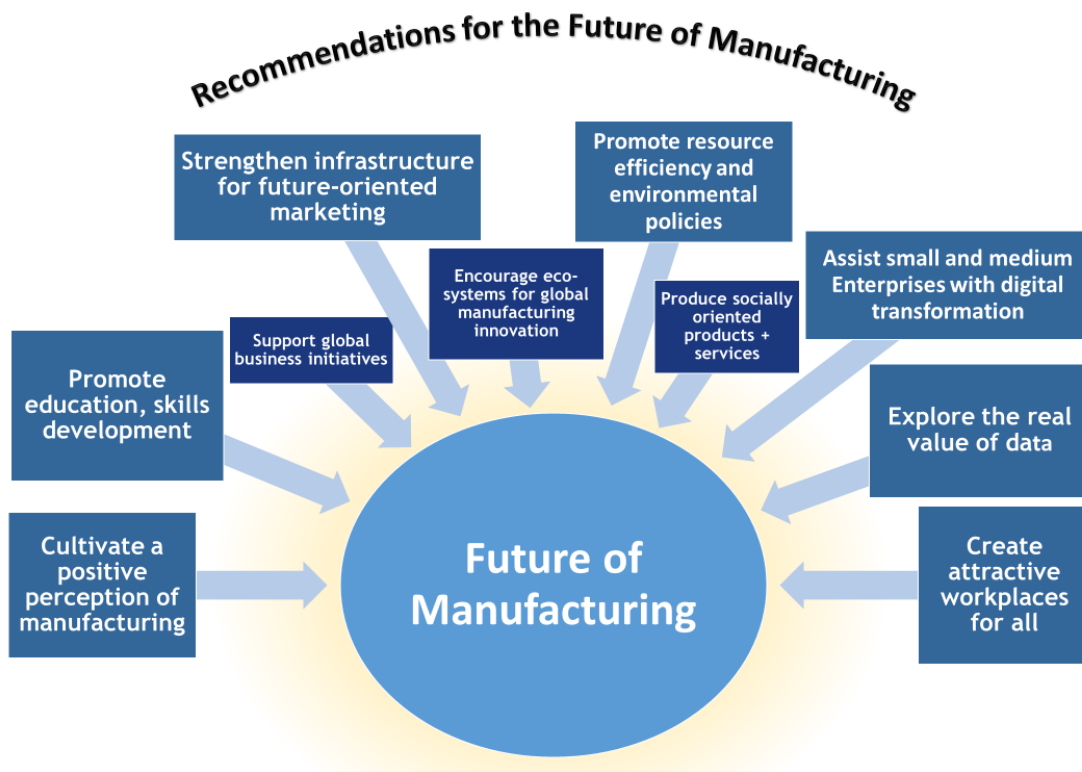 Recommendations for the Future of Manufacturing
Strengthen infrastructure
for future-oriented
marketing
Promote resource
efficiency and
environmental
policies
Encourage eco-
systems for global
manufacturing
innovation
Assist small and medium
Enterprises with digital
transformation
Produce socially
oriented
products +
services
Support global
business initiatives
Promote
education, skills
development
Explore the real
value of data
Cultivate a
positive
perception of
manufacturing
Future of
Manufacturing
Create
attractive
workplaces
for all